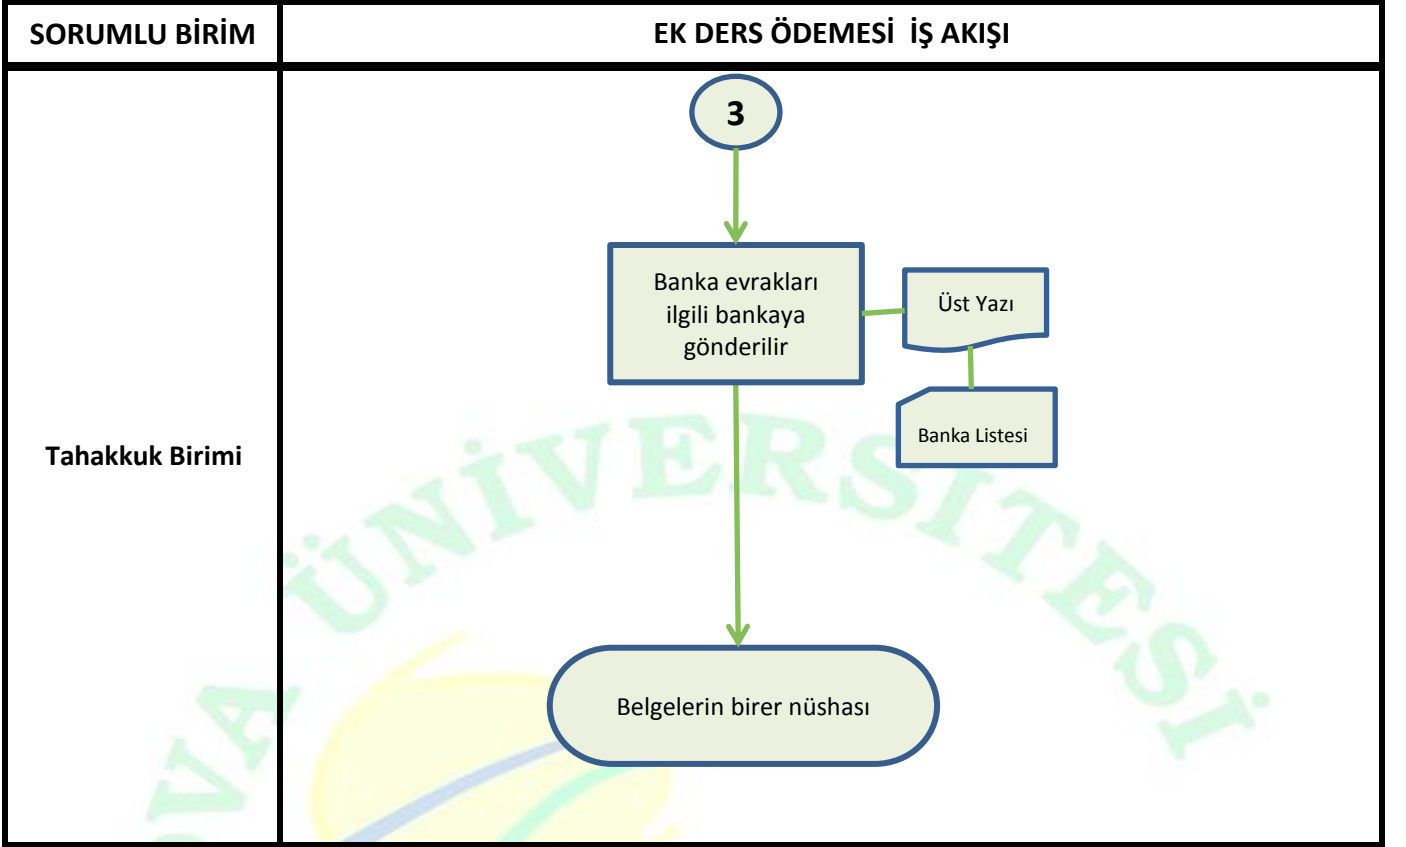 SORUMLU BİRİM
EK DERS ÖDEMESİ İŞ AKIŞI
3
Banka evrakları
ilgili bankaya
gönderilir
Üst Yazı
Banka Listesi
Tahakkuk Birimi
Belgelerin birer nüshası
OVA ÜNİVERSİTESİ